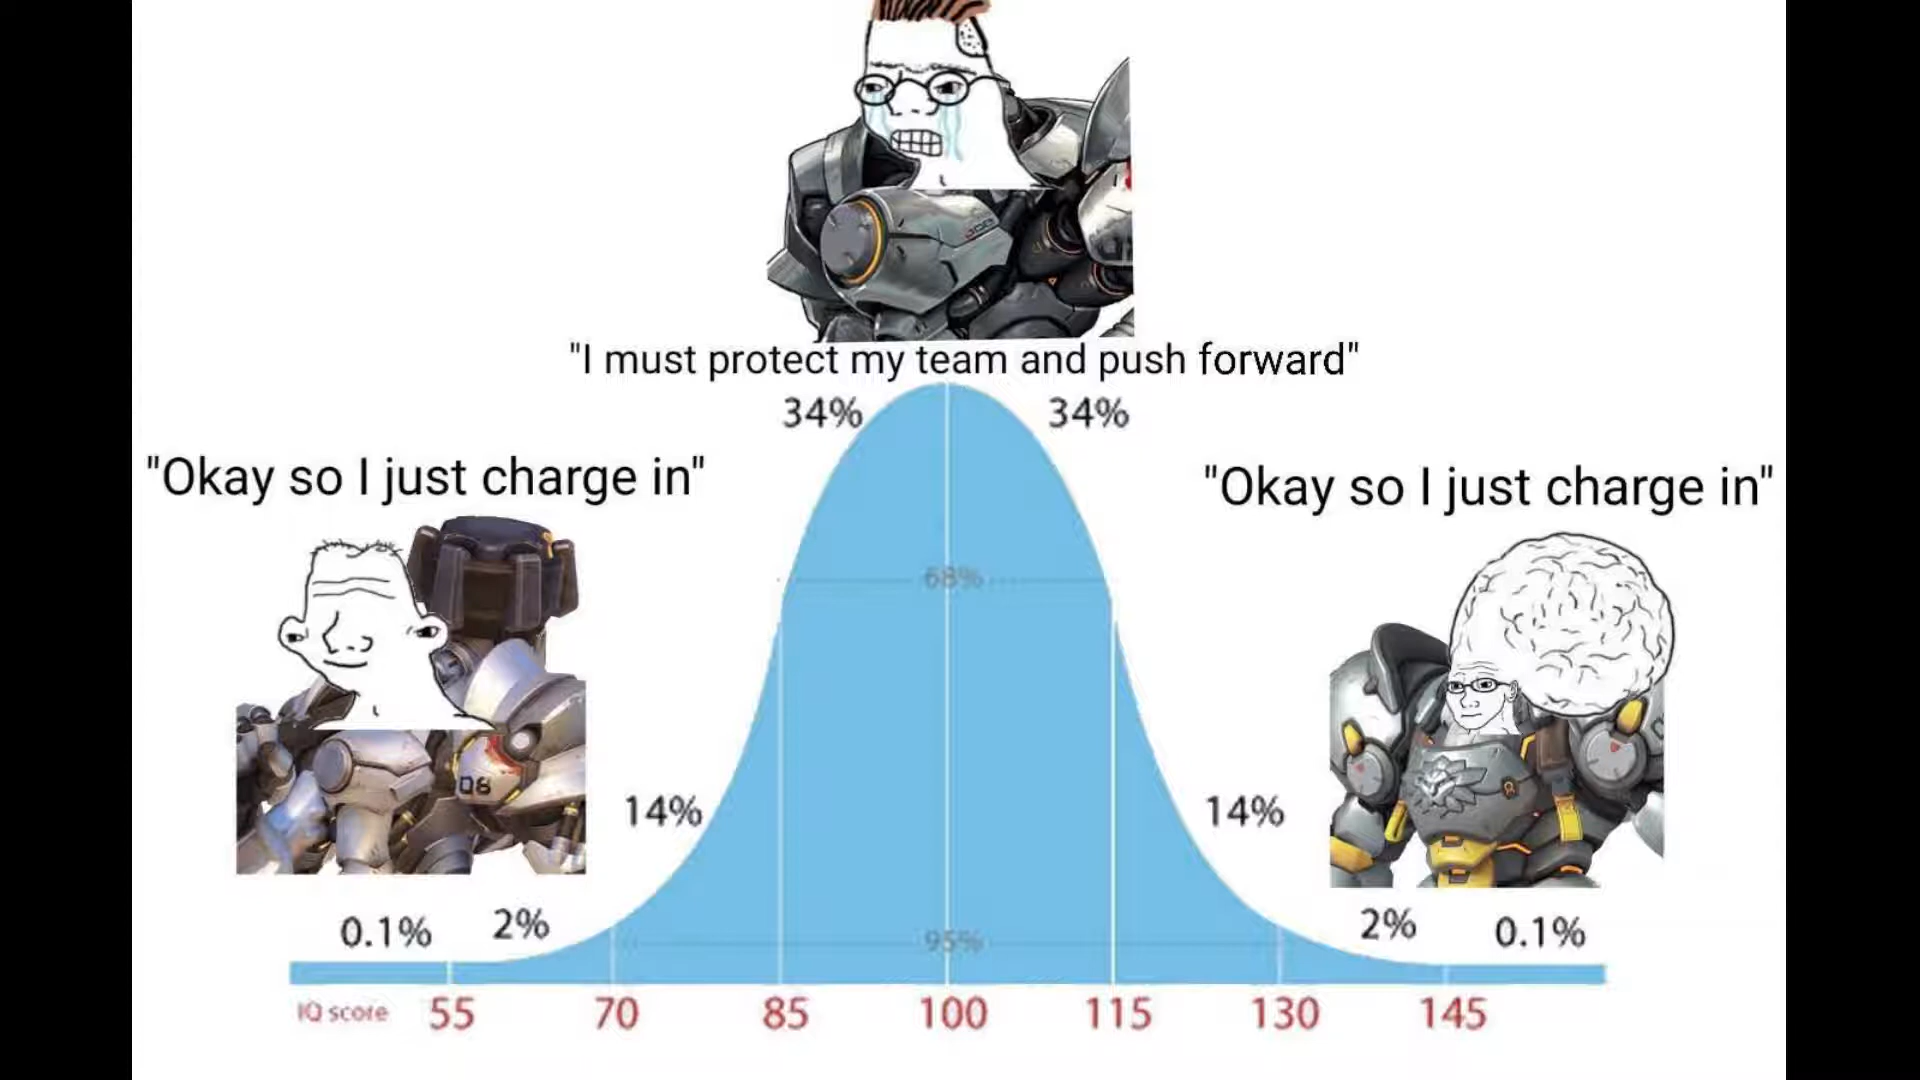 "I must protect my team and push forward"
34% 34%
"Okay so I just charge in" "Okay so I just charge in"
68%
08
14% 14%
0.1% 2% 95% 2% 0.1%
IQ score 55 70 85 100 115 130 145